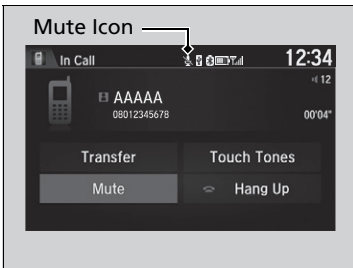 Mute Icon
In Call
12:34
12
AAAAA
08012345678
00'04"
Transfer
Touch Tones
Mute
Hang Up